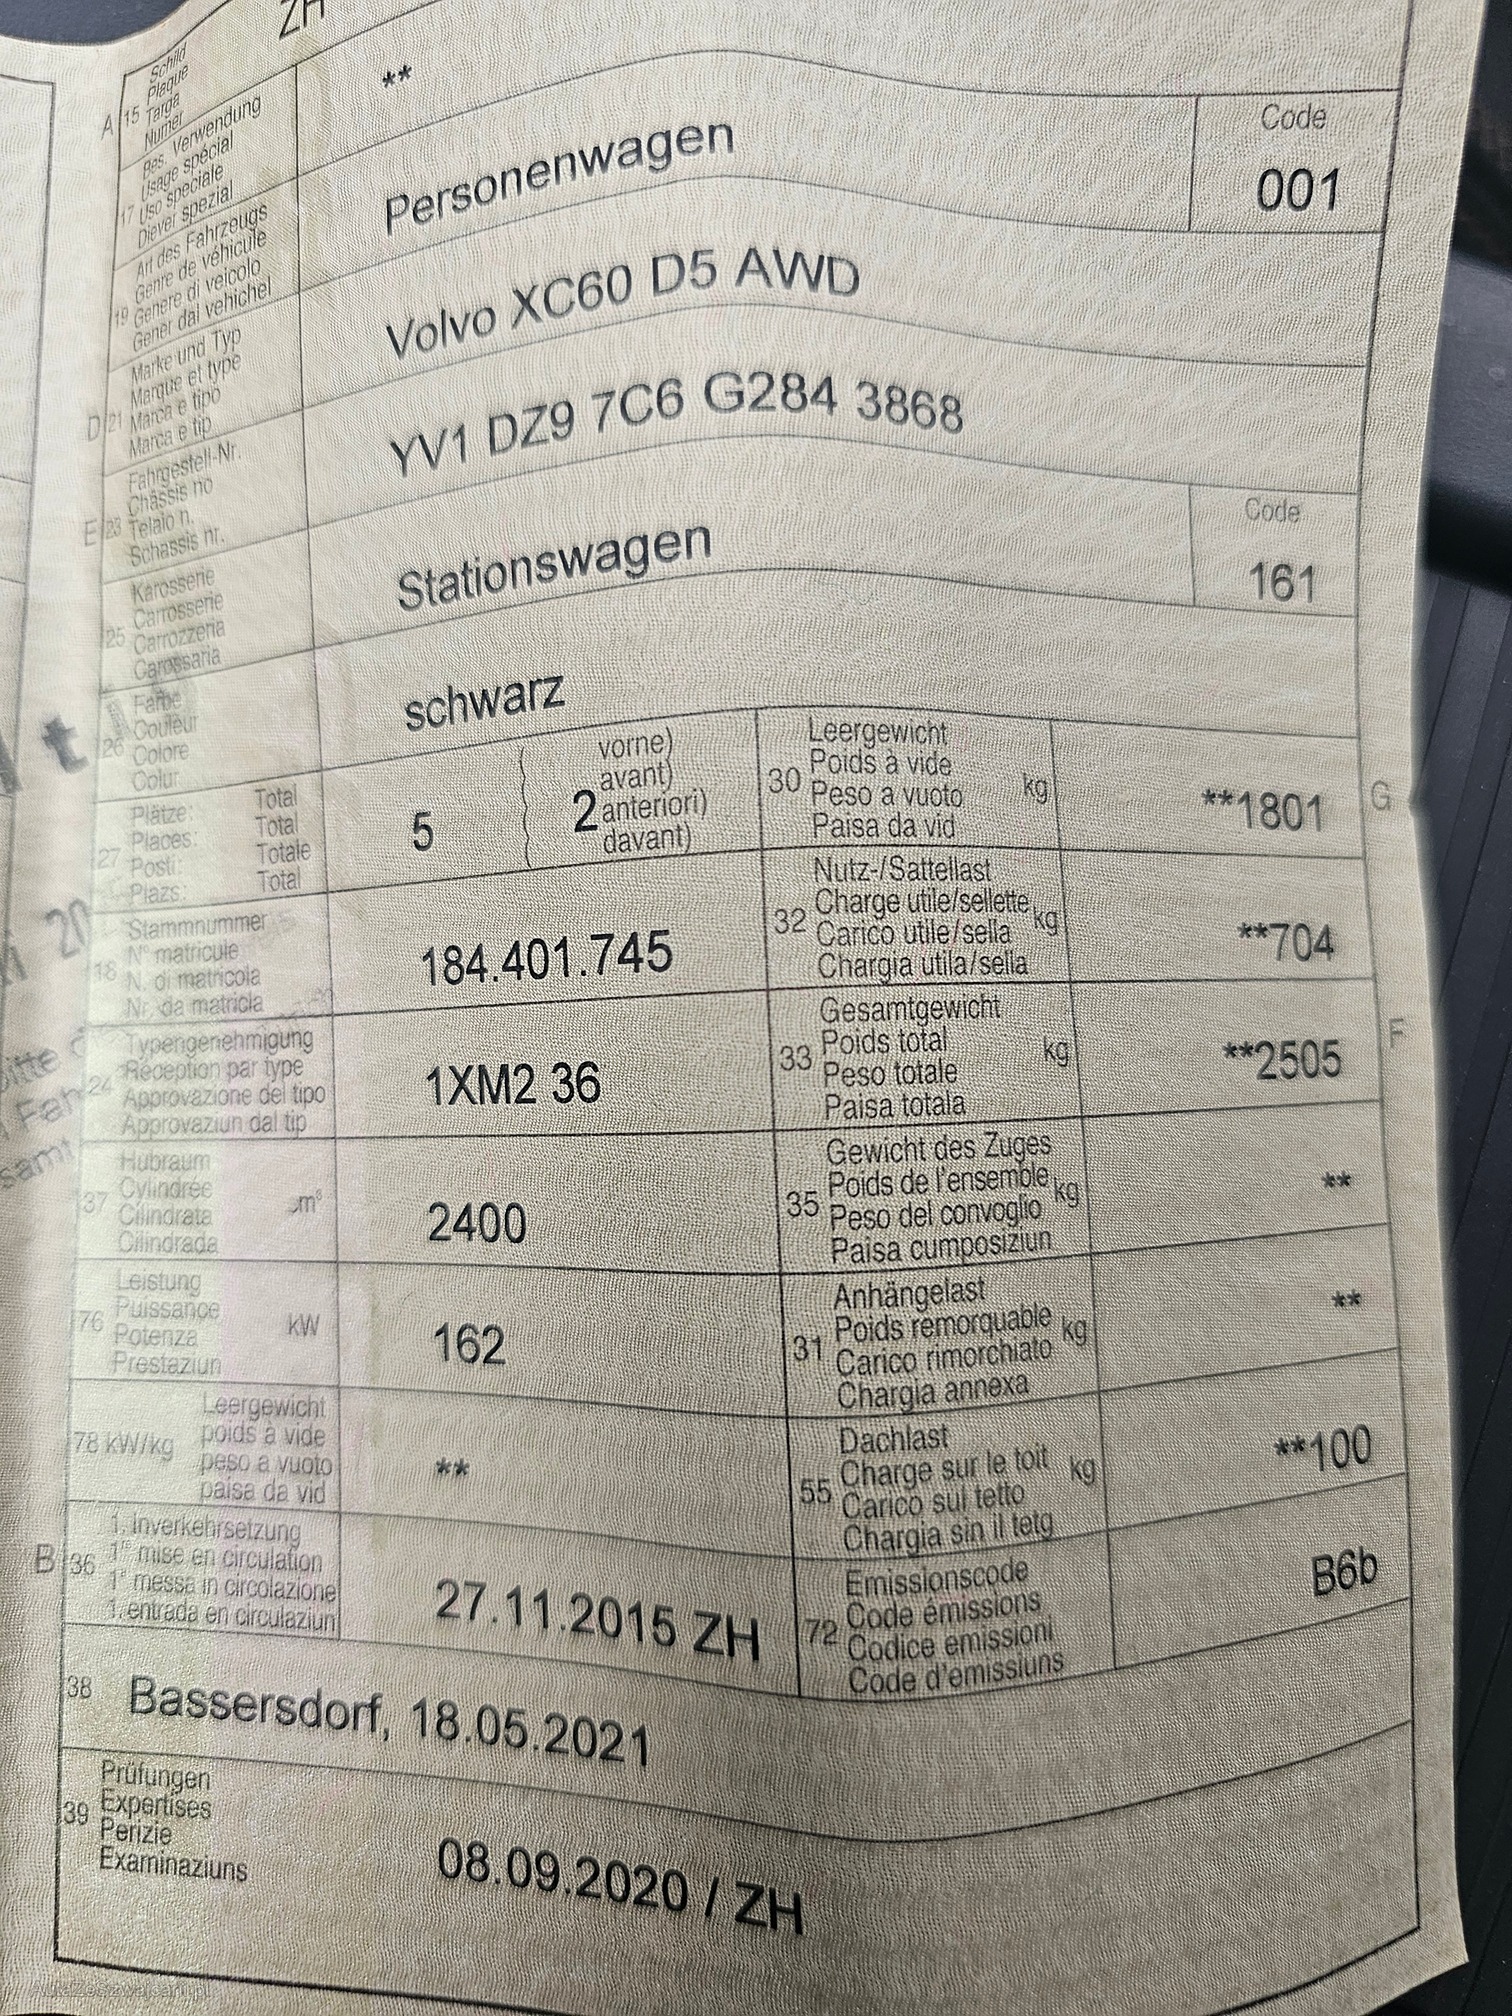 ZH
A 15 Schild
Plaque
Targa
Numer
**
17 Bes. Verwendung
Usage spécial
Uso speciale
Diever spezial
Personenwagen
Code
001
19 Art des Fahrzeugs
Genre de véhicule
Genere di veicolo
Gener dal vehichel
Volvo XC60 D5 AWD
D 21 Marke und Typ
Marque et type
Marca e tipo
Marca e tip
YV1 DZ9 7C6 G284 3868
E 23 Fahrgestell-Nr.
Châssis no
Telaio n.
Schassis nr.
Stationswagen
Code
161
25 Karosserie
Carrosserie
Carrozzeria
Carossaria
schwarz
26 Farbe
Couleur
Colore
Colur
27 Plätze: Total
Places: Total
Posti: Totale
Plazs: Total
5
2
vorne)
avant)
anteriori)
davant)
30 Leergewicht
Poids à vide
Peso a vuoto
Paisa da vid
kg
**1801
G
18 Stammnummer
N° matricule
N. di matricola
Nr. da matricla
184.401.745
32 Nutz-/Sattellast
Charge utile/sellette
Carico utile/sella
Chargia utila/sella
kg
**704
24 Typengenehmigung
Réception par type
Approvazione del tipo
Approvaziun dal tip
1XM2 36
33 Gesamtgewicht
Poids total
Peso totale
Paisa totala
kg
**2505
F
37 Hubraum
Cylindrée
Cilindrata
Cilindrada
2400
35 Gewicht des Zuges
Poids de l'ensemble
Peso del convoglio
Paisa cumposiziun
kg
**
76 Leistung
Puissance
Potenza
Prestaziun
kW
162
31 Anhängelast
Poids remorquable
Carico rimorchiato
Chargia annexa
kg
**
78 kW/kg
Leergewicht
poids à vide
peso a vuoto
paisa da vid
**
55 Dachlast
Charge sur le toit
Carico sul tetto
Chargia sin il tetg
kg
**100
B 36 1. Inverkehrsetzung
1re mise en circulation
1a messa in circolazione
1. entrada en circulaziun
27.11.2015 ZH
72 Emissionscode
Code émissions
Codice emissioni
Code d'emissiuns
B6b
38 Bassersdorf, 18.05.2021
39 Prüfungen
Expertises
Perizie
Examinaziuns
08.09.2020 / ZH